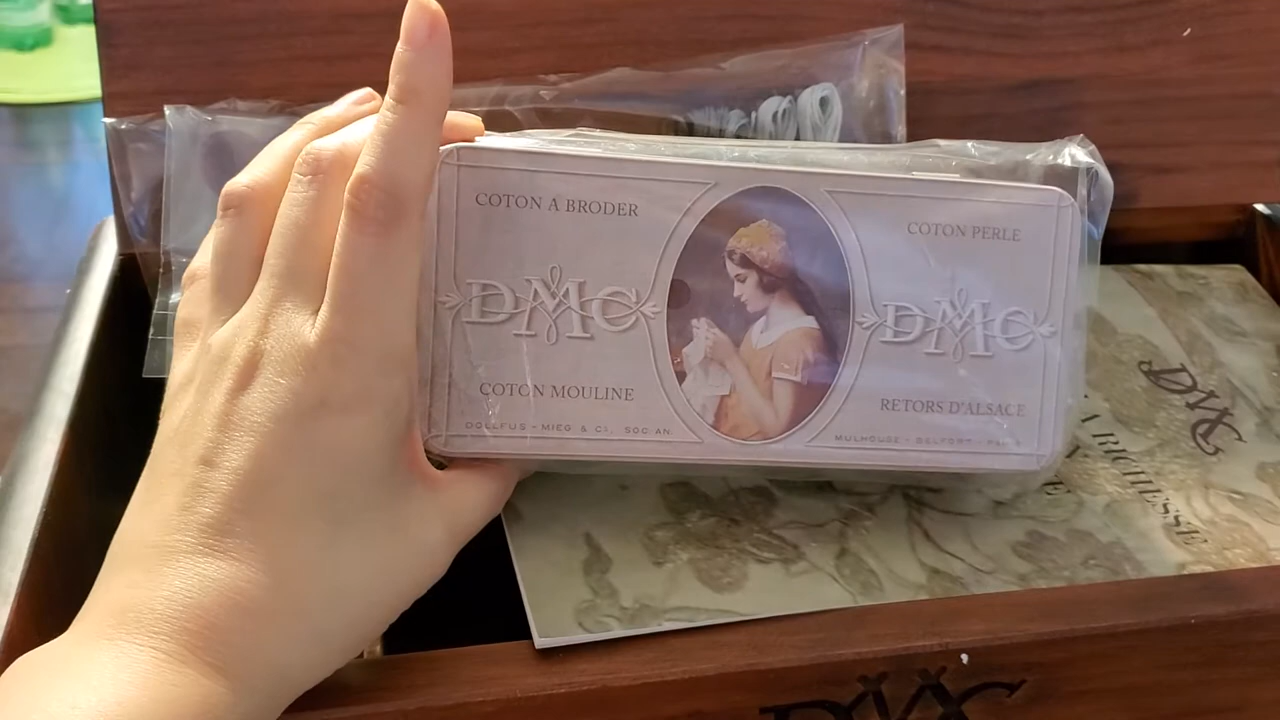 COTON A BRODER
DMC
COTON MOULINE
DOLLFUS - MIEG & Cie, SOC. AN.
COTON PERLE
DMC
RETORS D'ALSACE
MULHOUSE - BELFORT - PARIS
DMC
RICHESSE
DMC